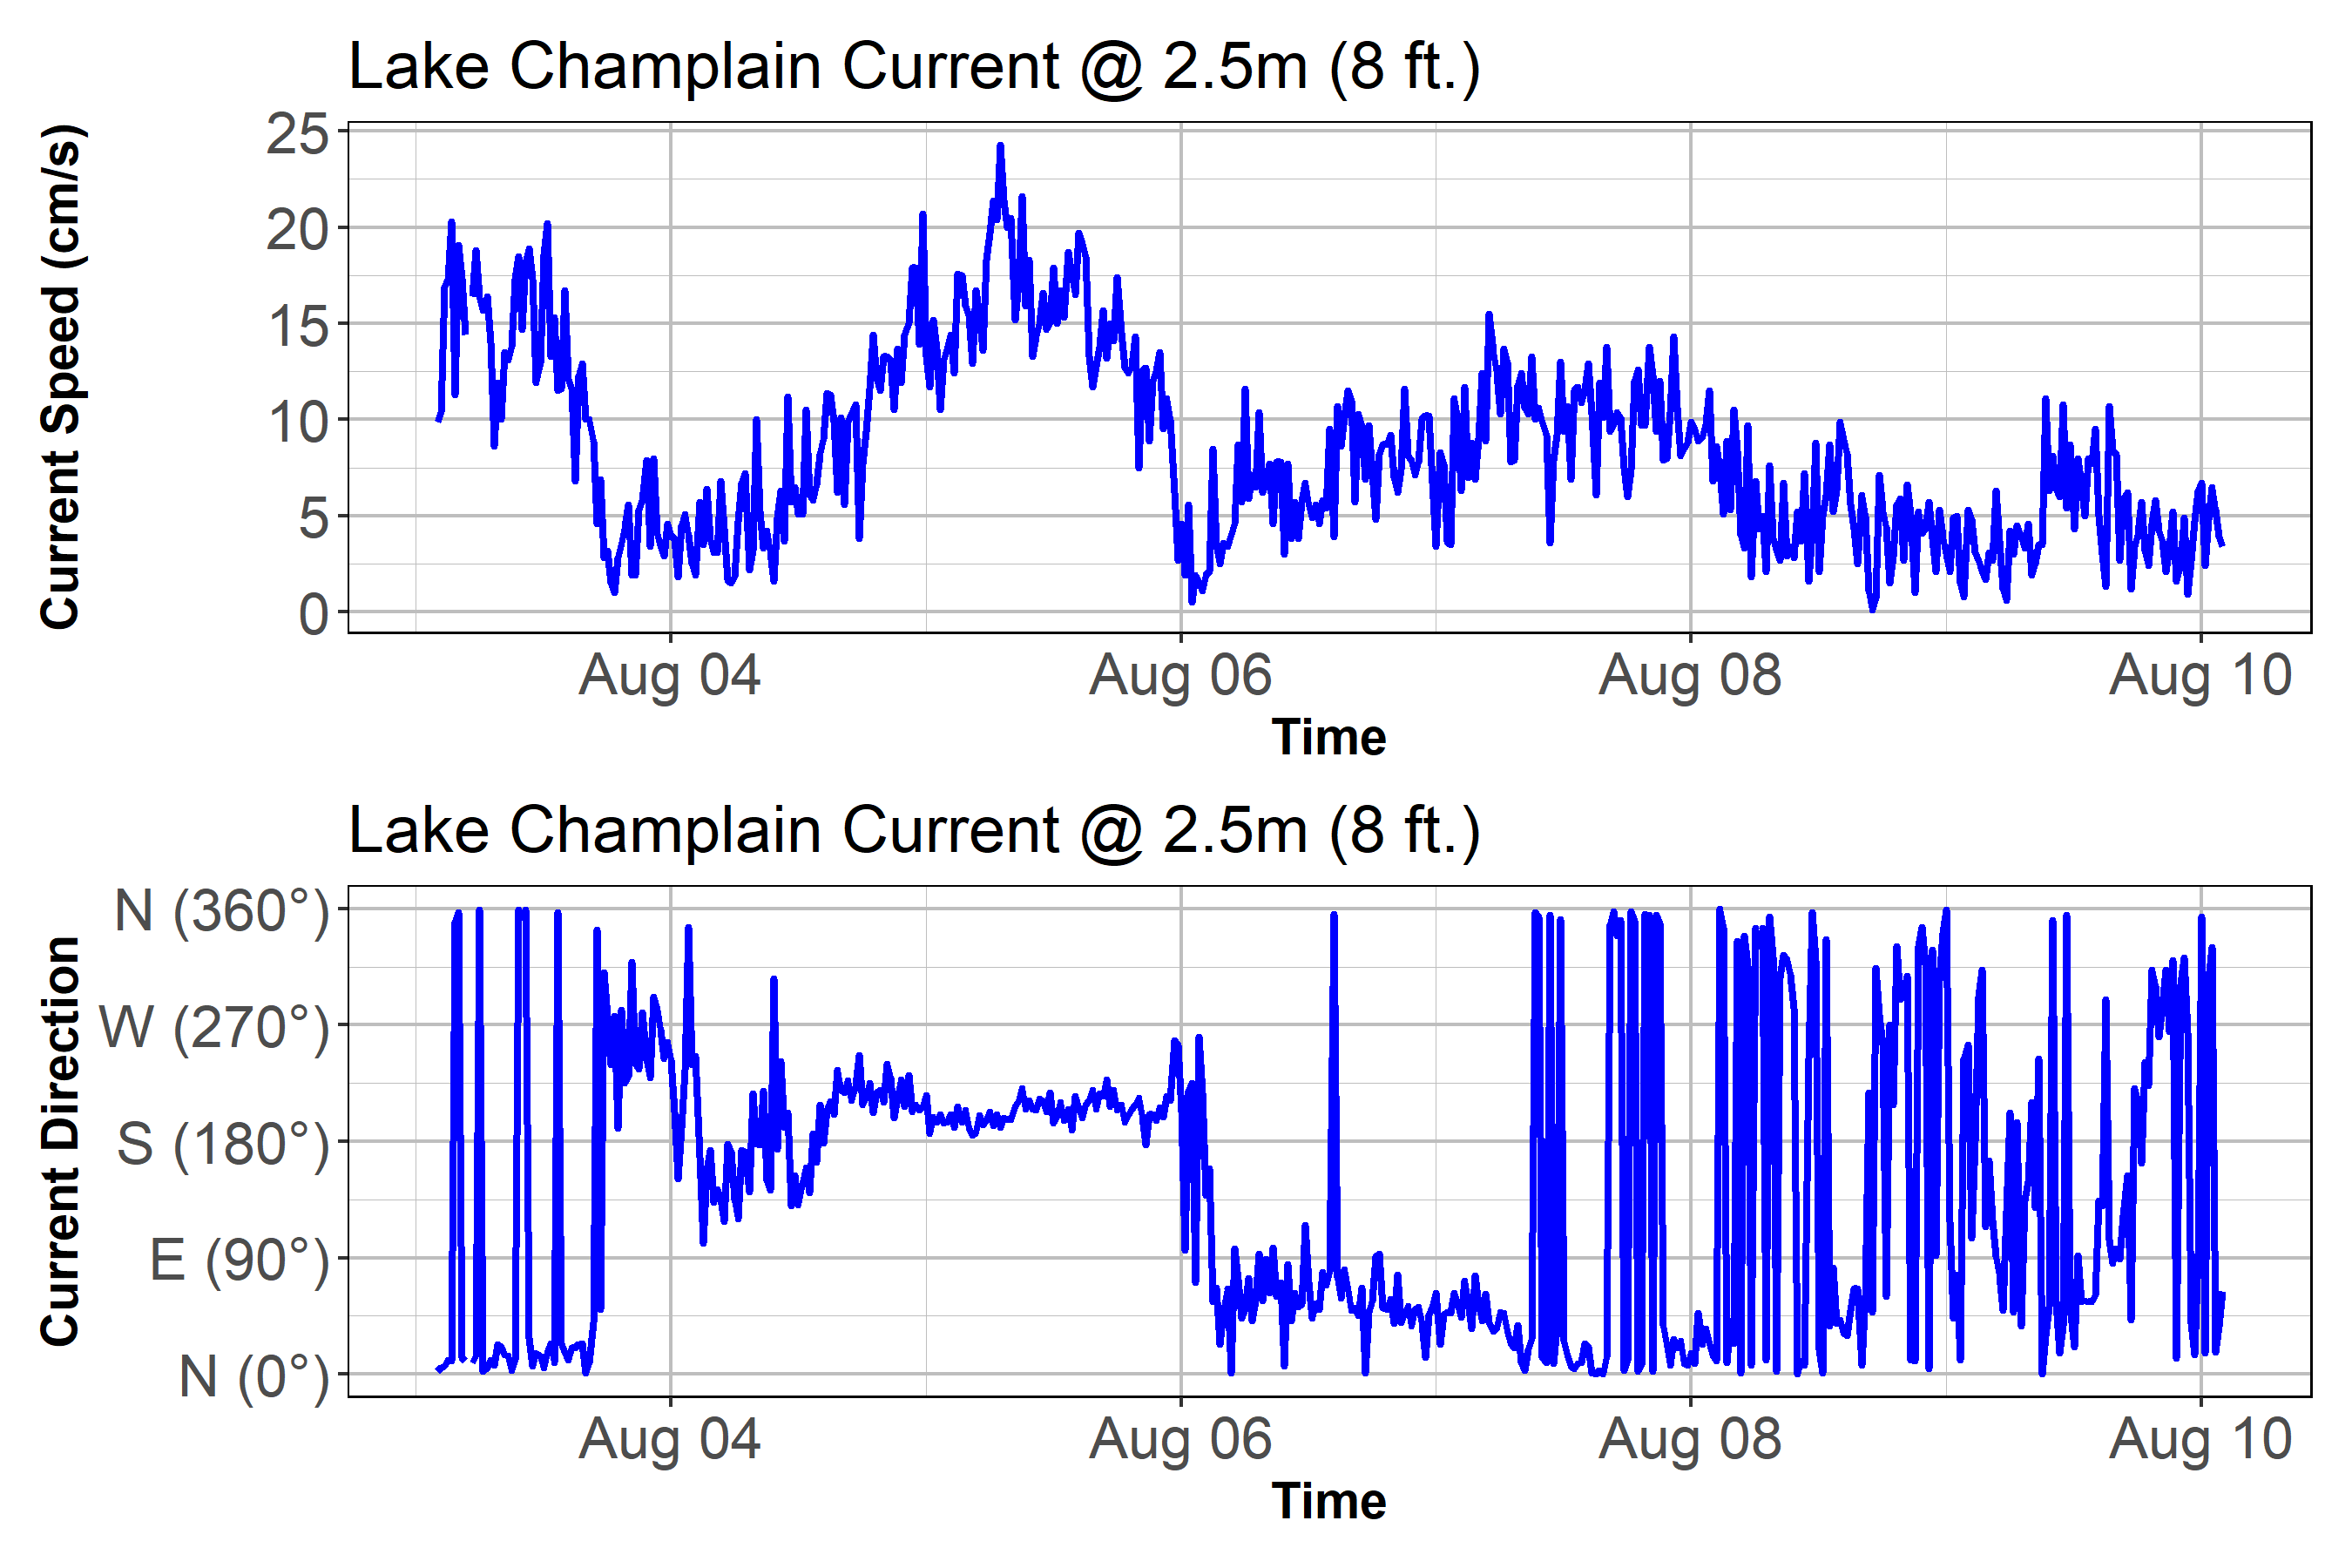 Lake Champlain Current @ 2.5m (8 ft.)
Current Speed (cm/s)
25
20
15
10
5
0
Aug 04 Aug 06 Aug 08 Aug 10
Time
Lake Champlain Current @ 2.5m (8 ft.)
Current Direction
N (360°)
W (270°)
S (180°)
E (90°)
N (0°)
Aug 04 Aug 06 Aug 08 Aug 10
Time